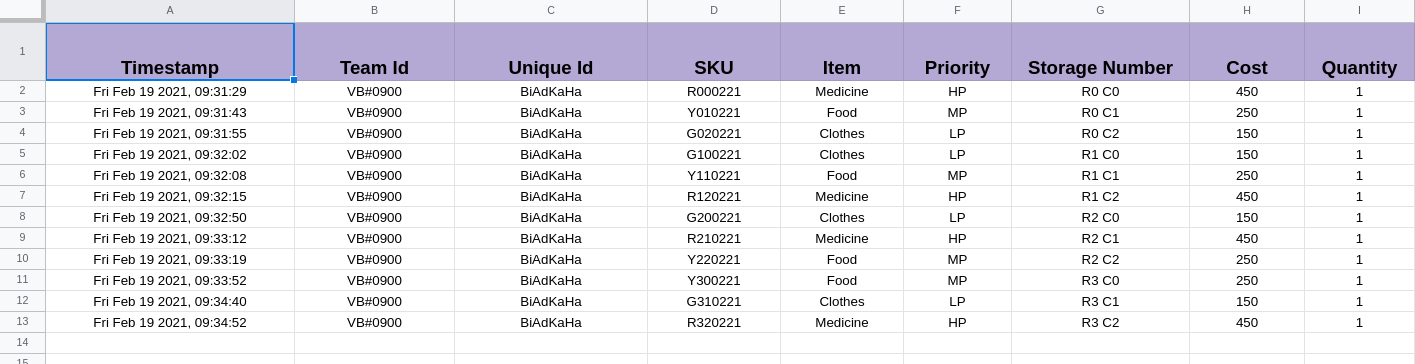 A B C D E F G H I
1 Timestamp Team Id Unique Id SKU Item Priority Storage Number Cost Quantity
2 Fri Feb 19 2021, 09:31:29 VB#0900 BiAdKaHa R000221 Medicine HP R0 C0 450 1
3 Fri Feb 19 2021, 09:31:43 VB#0900 BiAdKaHa Y010221 Food MP R0 C1 250 1
4 Fri Feb 19 2021, 09:31:55 VB#0900 BiAdKaHa G020221 Clothes LP R0 C2 150 1
5 Fri Feb 19 2021, 09:32:02 VB#0900 BiAdKaHa G100221 Clothes LP R1 C0 150 1
6 Fri Feb 19 2021, 09:32:08 VB#0900 BiAdKaHa Y110221 Food MP R1 C1 250 1
7 Fri Feb 19 2021, 09:32:15 VB#0900 BiAdKaHa R120221 Medicine HP R1 C2 450 1
8 Fri Feb 19 2021, 09:32:50 VB#0900 BiAdKaHa G200221 Clothes LP R2 C0 150 1
9 Fri Feb 19 2021, 09:33:12 VB#0900 BiAdKaHa R210221 Medicine HP R2 C1 450 1
10 Fri Feb 19 2021, 09:33:19 VB#0900 BiAdKaHa Y220221 Food MP R2 C2 250 1
11 Fri Feb 19 2021, 09:33:52 VB#0900 BiAdKaHa Y300221 Food MP R3 C0 250 1
12 Fri Feb 19 2021, 09:34:40 VB#0900 BiAdKaHa G310221 Clothes LP R3 C1 150 1
13 Fri Feb 19 2021, 09:34:52 VB#0900 BiAdKaHa R320221 Medicine HP R3 C2 450 1
14
15